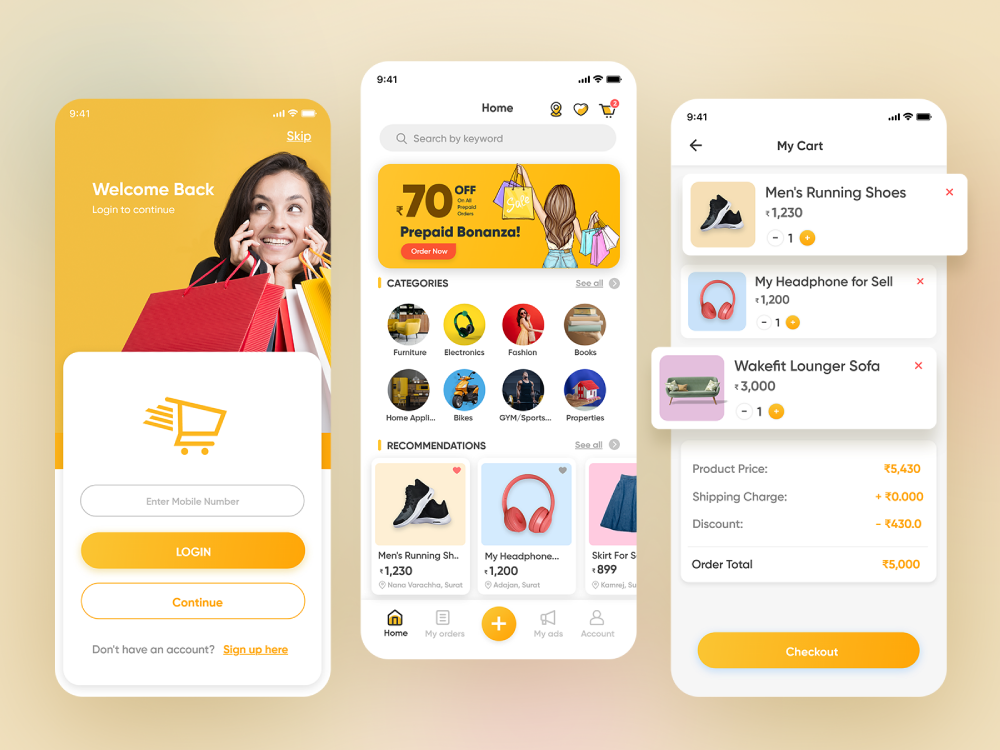 9:41
Skip
Welcome Back
Login to continue
Enter Mobile Number
LOGIN
Continue
Don't have an account? Sign up here
9:41
Home
2
Search by keyword
₹70 OFF
On All
Prepaid
Orders
Sale
Prepaid Bonanza!
Order Now
CATEGORIES See all
Furniture Electronics Fashion Books
Home Appli... Bikes GYM/Sports... Properties
RECOMMENDATIONS See all
Men's Running Sh.. My Headphone... Skirt For S
₹1,230 ₹1,200 ₹899
Nana Varachha, Surat Adajan, Surat Kamrej, Su
Home My orders My ads Account
9:41
My Cart
Men's Running Shoes
₹1,230
- 1 +
My Headphone for Sell
₹1,200
- 1 +
Wakefit Lounger Sofa
₹3,000
- 1 +
Product Price: ₹5,430
Shipping Charge: + ₹0.000
Discount: - ₹430.0
Order Total ₹5,000
Checkout